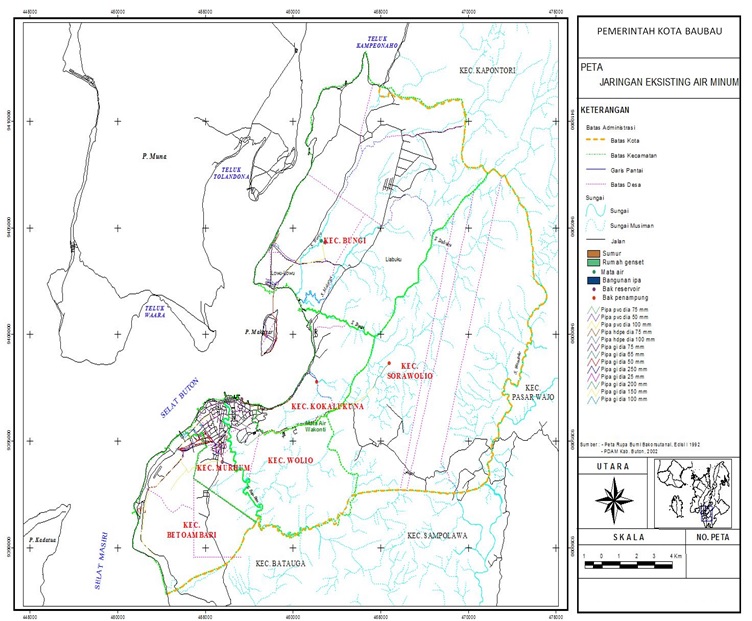 TELUK
KAMPEONAHO
KEC. KAPONTORI
P. Muna
TELUK
TOLANDONA
KEC. BUNGI
Liabuku
Lowu-Lowu
TELUK
WAARA
P. Makasar
KEC.
SORAWOLIO
SELAT BUTON
KEC. KOKALUKUNA
KEC.
PASAR WAJO
Mata Air
Wakonti
KEC. WOLIO
KEC. MURHUM
KEC.
BETOAMBARI
KEC. SAMPOLAWA
KEC. BATAUGA
P. Kadatua
SELAT MASIRI
PEMERINTAH KOTA BAUBAU
PETA
JARINGAN EKSISTING AIR MINUM
KETERANGAN
Batas Adminitrasi
Batas Kota
Batas Kecamatan
Garis Pantai
Batas Desa
Sungai
Sungai
Sungai Musiman
Jalan
Sumur
Rumah genset
Mata air
Bangunan ipa
Bak reservoir
Bak penampung
Pipa pvc dia 75 mm
Pipa pvc dia 50 mm
Pipa pvc dia 100 mm
Pipa hdpe dia 75 mm
Pipa hdpe dia 100 mm
Pipa gi dia 75 mm
Pipa gi dia 65 mm
Pipa gi dia 50 mm
Pipa gi dia 250 mm
Pipa gi dia 25 mm
Pipa gi dia 200 mm
Pipa gi dia 150 mm
Pipa gi dia 100 mm
Sumber : - Peta Rupa Bumi Bakosurtanal, Edisi I 1992
- PDAM Kab. Buton, 2002
UTARA
SKALA
NO. PETA
1 0 1 2 3 4 Km